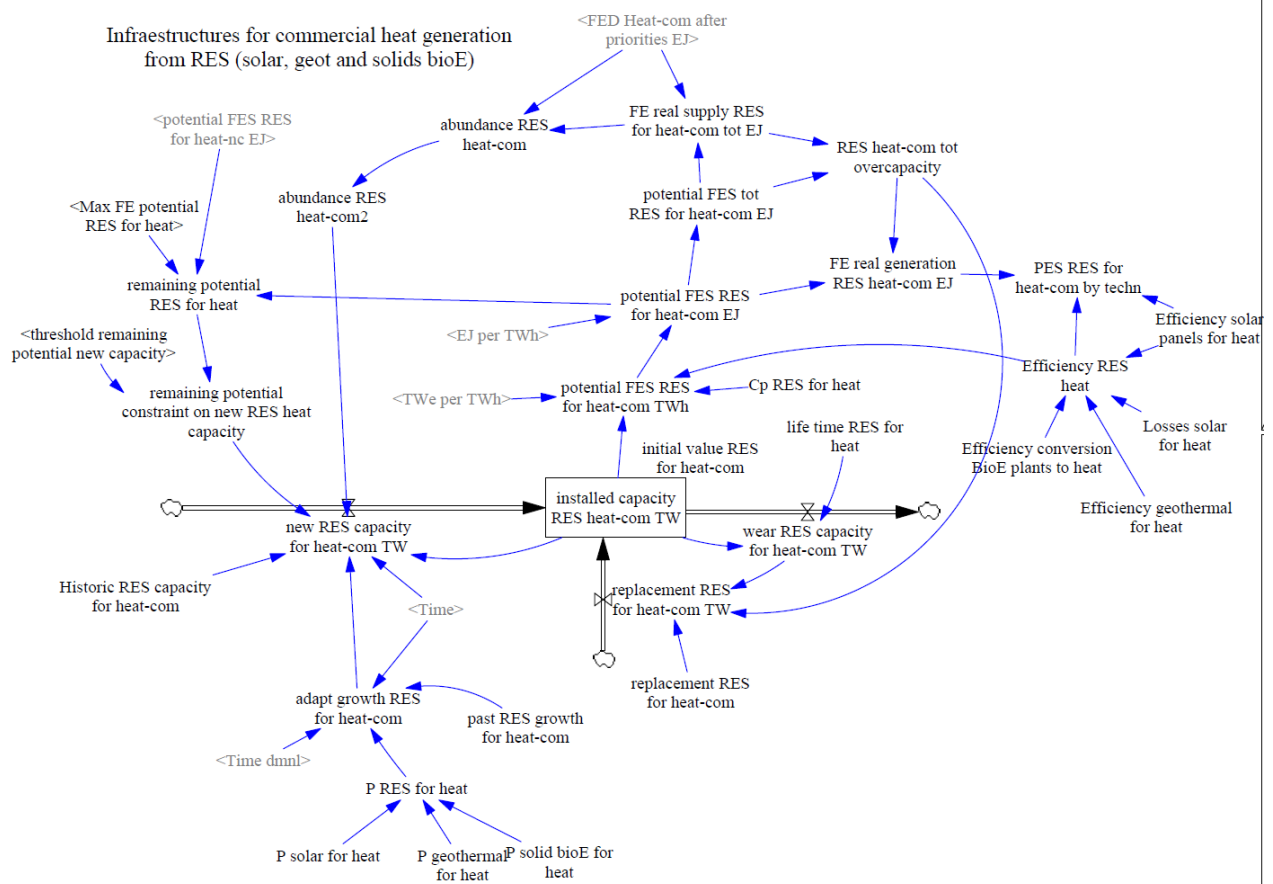 Infraestructures for commercial heat generation
from RES (solar, geot and solids bioE)
<FED Heat-com after
priorities EJ>
<potential FES RES
for heat-nc EJ>
abundance RES
heat-com
FE real supply RES
for heat-com tot EJ
RES heat-com tot
overcapacity
abundance RES
heat-com2
potential FES tot
RES for heat-com EJ
<Max FE potential
RES for heat>
remaining potential
RES for heat
FE real generation
RES heat-com EJ
PES RES for
heat-com by techn
potential FES RES
for heat-com EJ
<EJ per TWh>
Efficiency solar
panels for heat
<threshold remaining
potential new capacity>
remaining potential
constraint on new RES heat
capacity
potential FES RES
for heat-com TWh
<TWe per TWh>
Cp RES for heat
Efficiency RES
heat
initial value RES
for heat-com
life time RES for
heat
Efficiency conversion
BioE plants to heat
Losses solar
for heat
installed capacity
RES heat-com TW
Efficiency geothermal
for heat
new RES capacity
for heat-com TW
wear RES capacity
for heat-com TW
Historic RES capacity
for heat-com
<Time>
replacement RES
for heat-com TW
adapt growth RES
for heat-com
past RES growth
for heat-com
replacement RES
for heat-com
<Time dmnl>
P RES for heat
P solar for heat
P geothermal
for heat
P solid bioE for
heat